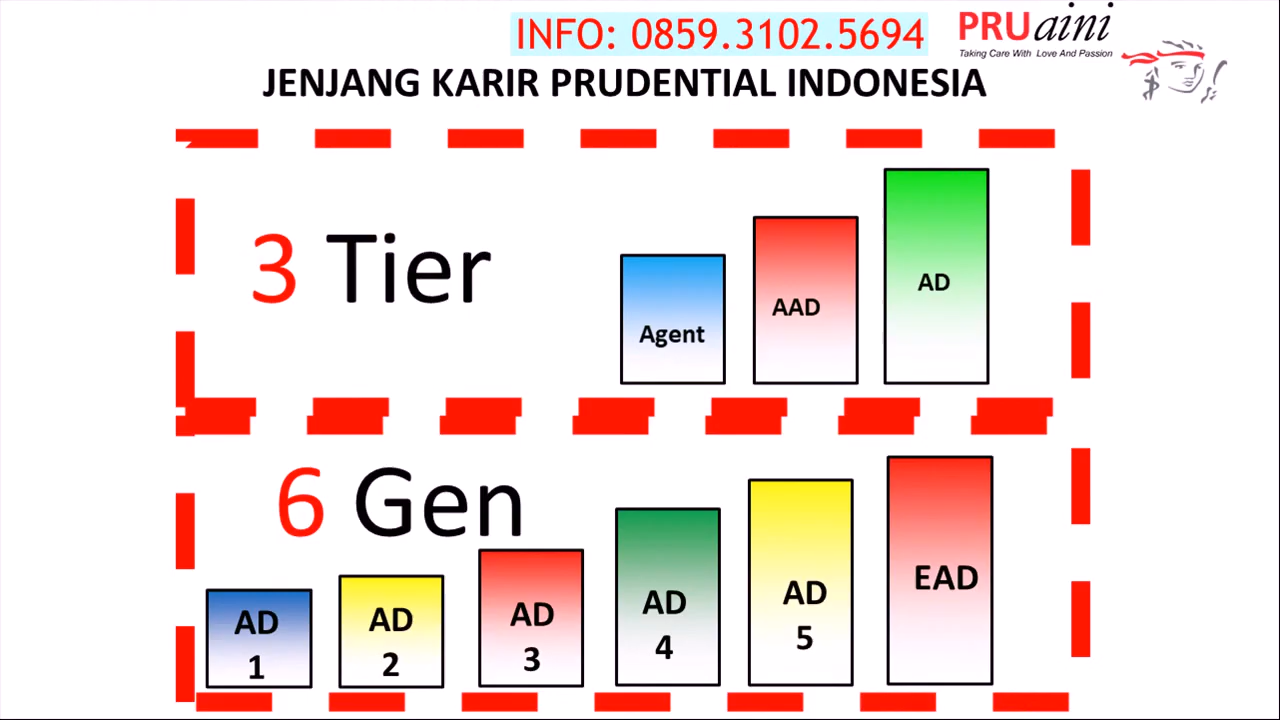 INFO: 0859.3102.5694
PRUaini
Taking Care With Love And Passion
JENJANG KARIR PRUDENTIAL INDONESIA
3 Tier
Agent
AAD
AD
6 Gen
AD
1
AD
2
AD
3
AD
4
AD
5
EAD